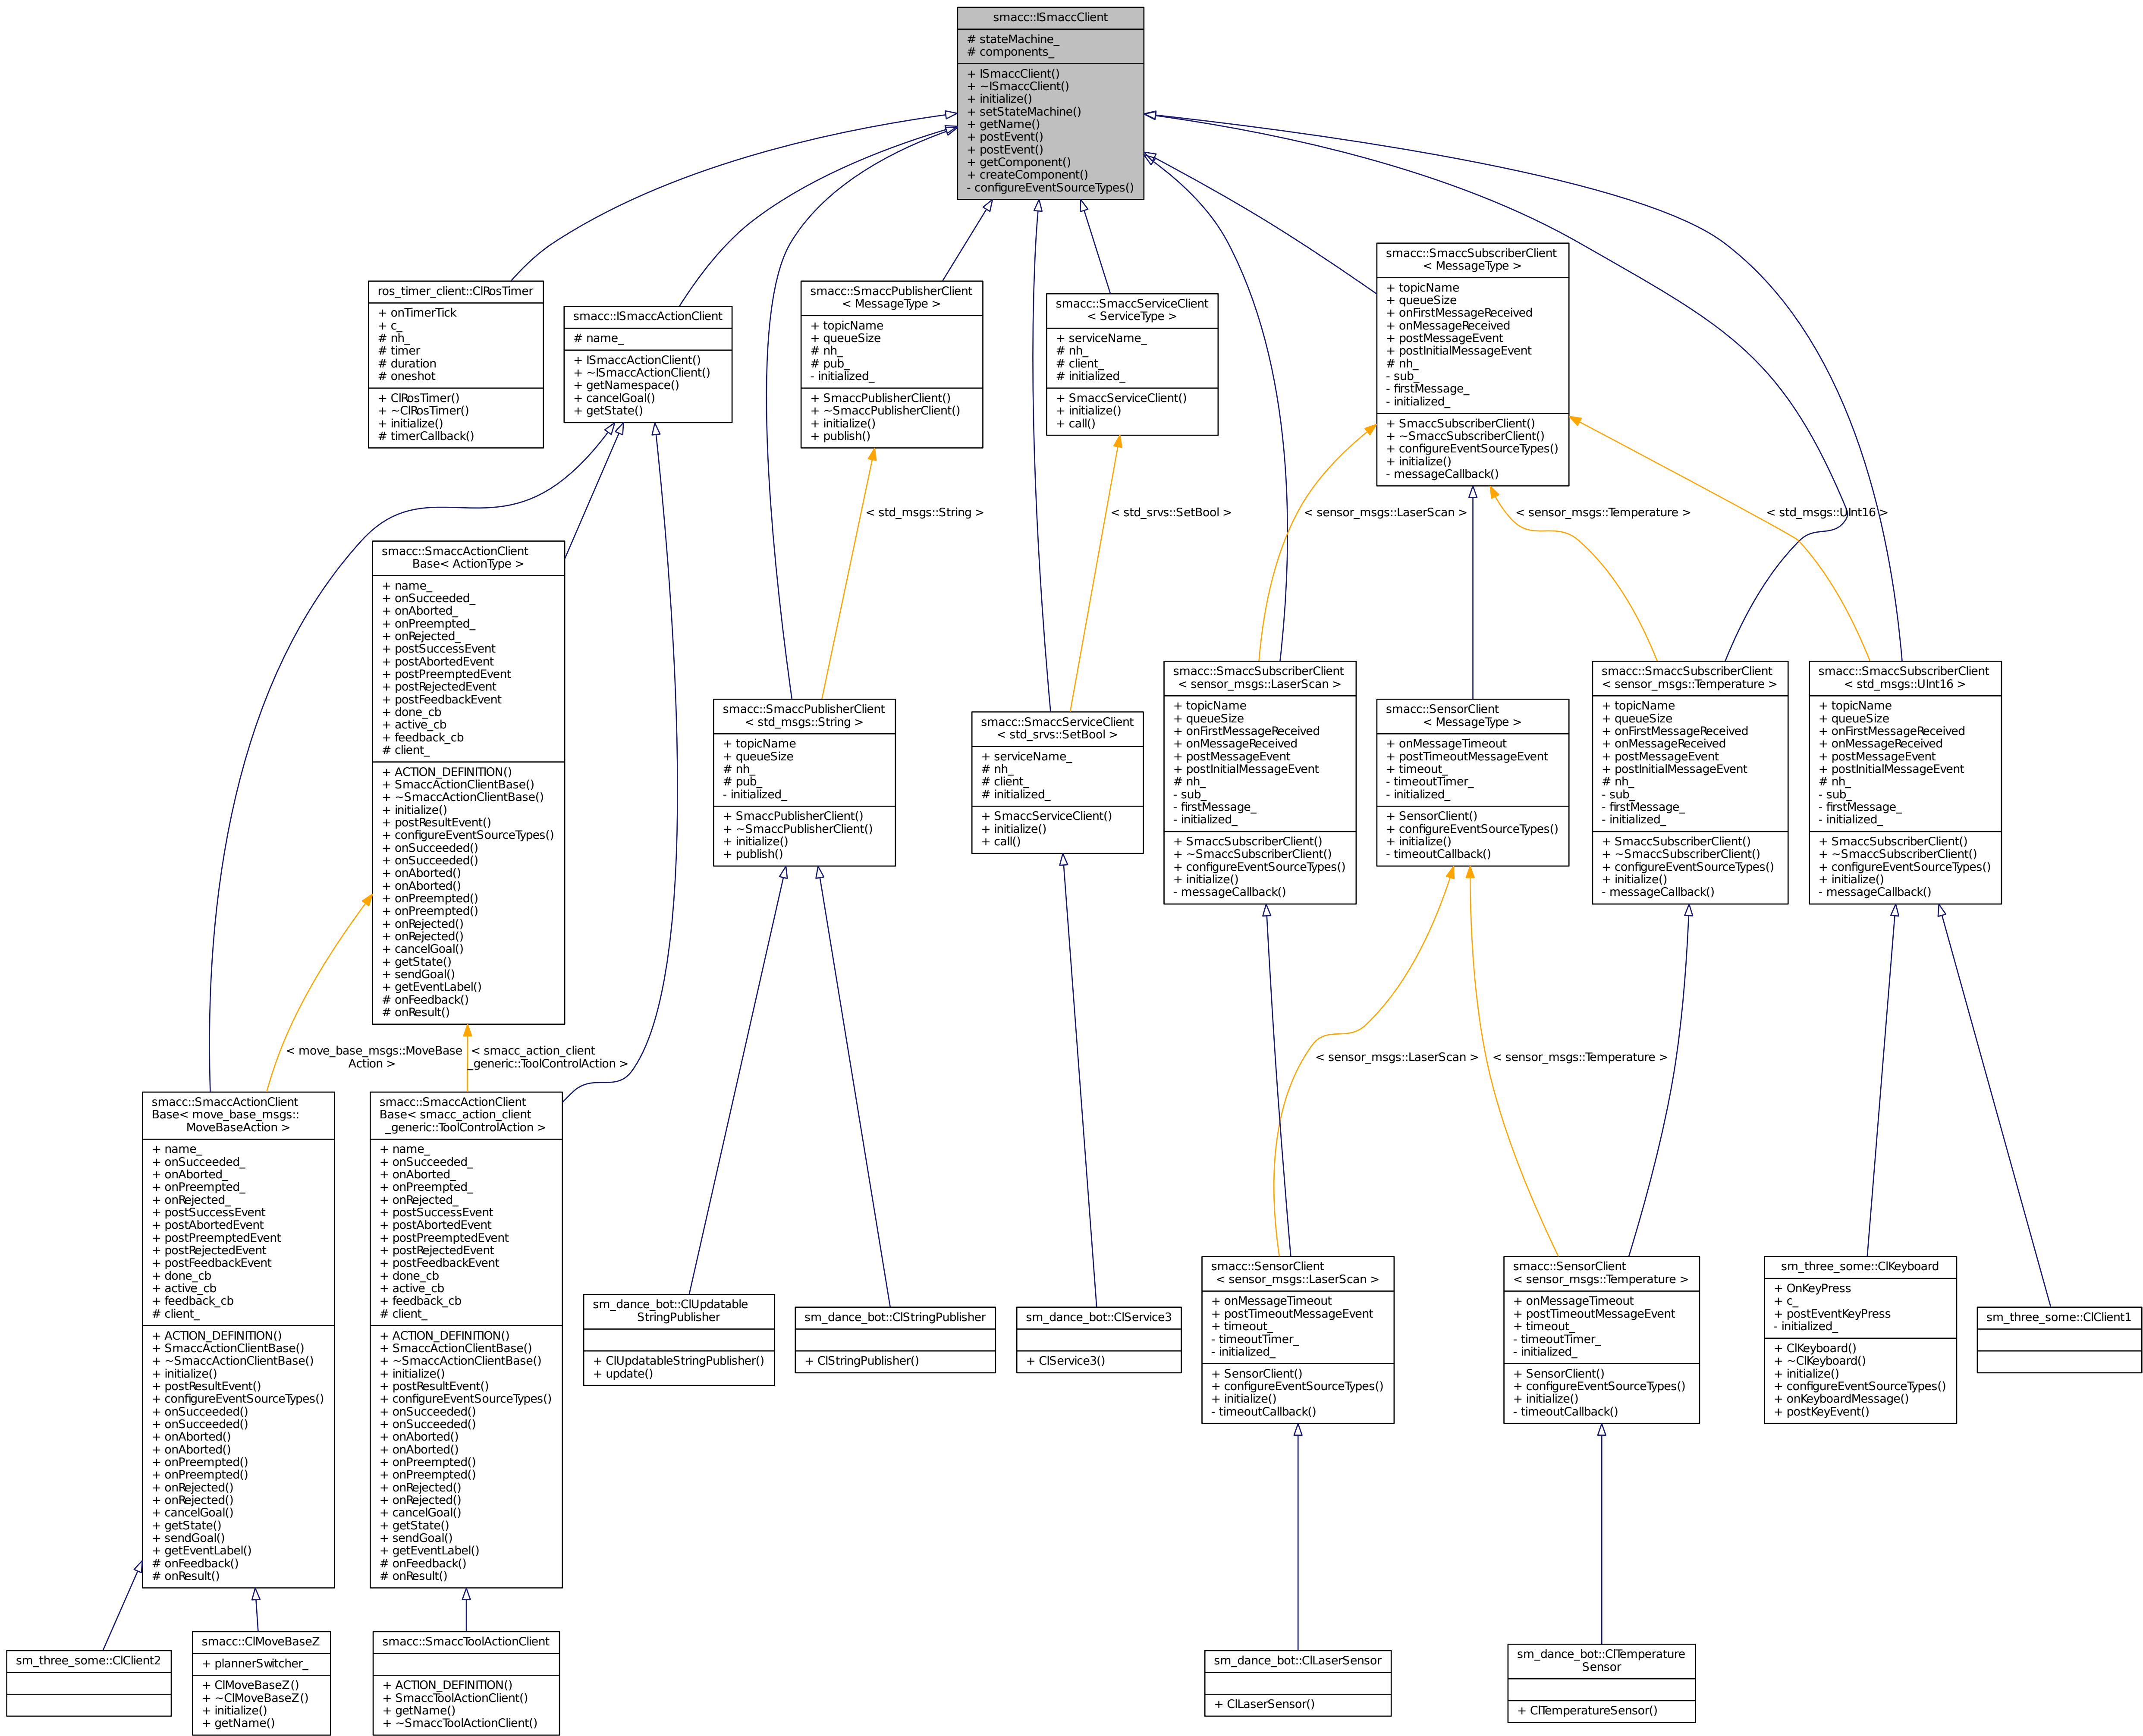 smacc::ISmaccClient
# stateMachine_
# components_
+ ISmaccClient()
+ ~ISmaccClient()
+ initialize()
+ setStateMachine()
+ getName()
+ postEvent()
+ postEvent()
+ getComponent()
+ createComponent()
- configureEventSourceTypes()
ros_timer_client::ClRosTimer
+ onTimerTick
+ c_
# nh_
# timer
# duration
# oneshot
+ ClRosTimer()
+ ~ClRosTimer()
+ initialize()
# timerCallback()
smacc::ISmaccActionClient
# name_
+ ISmaccActionClient()
+ ~ISmaccActionClient()
+ getNamespace()
+ cancelGoal()
+ getState()
smacc::SmaccPublisherClient
< MessageType >
+ topicName
+ queueSize
# nh_
# pub_
- initialized_
+ SmaccPublisherClient()
+ ~SmaccPublisherClient()
+ initialize()
+ publish()
smacc::SmaccServiceClient
< ServiceType >
+ serviceName_
# nh_
# client_
# initialized_
+ SmaccServiceClient()
+ initialize()
+ call()
smacc::SmaccSubscriberClient
< MessageType >
+ topicName
+ queueSize
+ onFirstMessageReceived
+ onMessageReceived
+ postMessageEvent
+ postInitialMessageEvent
# nh_
- sub_
- firstMessage_
- initialized_
+ SmaccSubscriberClient()
+ ~SmaccSubscriberClient()
+ configureEventSourceTypes()
+ initialize()
- messageCallback()
< std_msgs::String >
< std_srvs::SetBool >
< sensor_msgs::LaserScan >
< sensor_msgs::Temperature >
< std_msgs::UInt16 >
smacc::SmaccActionClient
Base< ActionType >
+ name_
+ onSucceeded_
+ onAborted_
+ onPreempted_
+ onRejected_
+ postSuccessEvent
+ postAbortedEvent
+ postPreemptedEvent
+ postRejectedEvent
+ postFeedbackEvent
+ done_cb
+ active_cb
+ feedback_cb
# client_
+ ACTION_DEFINITION()
+ SmaccActionClientBase()
+ ~SmaccActionClientBase()
+ initialize()
+ postResultEvent()
+ configureEventSourceTypes()
+ onSucceeded()
+ onSucceeded()
+ onAborted()
+ onAborted()
+ onPreempted()
+ onPreempted()
+ onRejected()
+ onRejected()
+ cancelGoal()
+ getState()
+ sendGoal()
+ getEventLabel()
# onFeedback()
# onResult()
smacc::SmaccPublisherClient
< std_msgs::String >
+ topicName
+ queueSize
# nh_
# pub_
- initialized_
+ SmaccPublisherClient()
+ ~SmaccPublisherClient()
+ initialize()
+ publish()
smacc::SmaccServiceClient
< std_srvs::SetBool >
+ serviceName_
# nh_
# client_
# initialized_
+ SmaccServiceClient()
+ initialize()
+ call()
smacc::SmaccSubscriberClient
< sensor_msgs::LaserScan >
+ topicName
+ queueSize
+ onFirstMessageReceived
+ onMessageReceived
+ postMessageEvent
+ postInitialMessageEvent
# nh_
- sub_
- firstMessage_
- initialized_
+ SmaccSubscriberClient()
+ ~SmaccSubscriberClient()
+ configureEventSourceTypes()
+ initialize()
- messageCallback()
smacc::SensorClient
< MessageType >
+ onMessageTimeout
+ postTimeoutMessageEvent
+ timeout_
- timeoutTimer_
- initialized_
+ SensorClient()
+ configureEventSourceTypes()
+ initialize()
- timeoutCallback()
smacc::SmaccSubscriberClient
< sensor_msgs::Temperature >
+ topicName
+ queueSize
+ onFirstMessageReceived
+ onMessageReceived
+ postMessageEvent
+ postInitialMessageEvent
# nh_
- sub_
- firstMessage_
- initialized_
+ SmaccSubscriberClient()
+ ~SmaccSubscriberClient()
+ configureEventSourceTypes()
+ initialize()
- messageCallback()
smacc::SmaccSubscriberClient
< std_msgs::UInt16 >
+ topicName
+ queueSize
+ onFirstMessageReceived
+ onMessageReceived
+ postMessageEvent
+ postInitialMessageEvent
# nh_
- sub_
- firstMessage_
- initialized_
+ SmaccSubscriberClient()
+ ~SmaccSubscriberClient()
+ configureEventSourceTypes()
+ initialize()
- messageCallback()
< move_base_msgs::MoveBase
Action >
< smacc_action_client
_generic::ToolControlAction >
< sensor_msgs::LaserScan >
< sensor_msgs::Temperature >
smacc::SmaccActionClient
Base< move_base_msgs::
MoveBaseAction >
+ name_
+ onSucceeded_
+ onAborted_
+ onPreempted_
+ onRejected_
+ postSuccessEvent
+ postAbortedEvent
+ postPreemptedEvent
+ postRejectedEvent
+ postFeedbackEvent
+ done_cb
+ active_cb
+ feedback_cb
# client_
+ ACTION_DEFINITION()
+ SmaccActionClientBase()
+ ~SmaccActionClientBase()
+ initialize()
+ postResultEvent()
+ configureEventSourceTypes()
+ onSucceeded()
+ onSucceeded()
+ onAborted()
+ onAborted()
+ onPreempted()
+ onPreempted()
+ onRejected()
+ onRejected()
+ cancelGoal()
+ getState()
+ sendGoal()
+ getEventLabel()
# onFeedback()
# onResult()
smacc::SmaccActionClient
Base< smacc_action_client
_generic::ToolControlAction >
+ name_
+ onSucceeded_
+ onAborted_
+ onPreempted_
+ onRejected_
+ postSuccessEvent
+ postAbortedEvent
+ postPreemptedEvent
+ postRejectedEvent
+ postFeedbackEvent
+ done_cb
+ active_cb
+ feedback_cb
# client_
+ ACTION_DEFINITION()
+ SmaccActionClientBase()
+ ~SmaccActionClientBase()
+ initialize()
+ postResultEvent()
+ configureEventSourceTypes()
+ onSucceeded()
+ onSucceeded()
+ onAborted()
+ onAborted()
+ onPreempted()
+ onPreempted()
+ onRejected()
+ onRejected()
+ cancelGoal()
+ getState()
+ sendGoal()
+ getEventLabel()
# onFeedback()
# onResult()
sm_dance_bot::ClUpdatable
StringPublisher
+ ClUpdatableStringPublisher()
+ update()
sm_dance_bot::ClStringPublisher
+ ClStringPublisher()
sm_dance_bot::ClService3
+ ClService3()
smacc::SensorClient
< sensor_msgs::LaserScan >
+ onMessageTimeout
+ postTimeoutMessageEvent
+ timeout_
- timeoutTimer_
- initialized_
+ SensorClient()
+ configureEventSourceTypes()
+ initialize()
- timeoutCallback()
smacc::SensorClient
< sensor_msgs::Temperature >
+ onMessageTimeout
+ postTimeoutMessageEvent
+ timeout_
- timeoutTimer_
- initialized_
+ SensorClient()
+ configureEventSourceTypes()
+ initialize()
- timeoutCallback()
sm_three_some::ClKeyboard
+ OnKeyPress
+ c_
+ postEventKeyPress
- initialized_
+ ClKeyboard()
+ ~ClKeyboard()
+ initialize()
+ configureEventSourceTypes()
+ onKeyboardMessage()
+ postKeyEvent()
sm_three_some::ClClient1
sm_three_some::ClClient2
smacc::ClMoveBaseZ
+ plannerSwitcher_
+ ClMoveBaseZ()
+ ~ClMoveBaseZ()
+ initialize()
+ getName()
smacc::SmaccToolActionClient
+ ACTION_DEFINITION()
+ SmaccToolActionClient()
+ getName()
+ ~SmaccToolActionClient()
sm_dance_bot::ClLaserSensor
+ ClLaserSensor()
sm_dance_bot::ClTemperature
Sensor
+ ClTemperatureSensor()